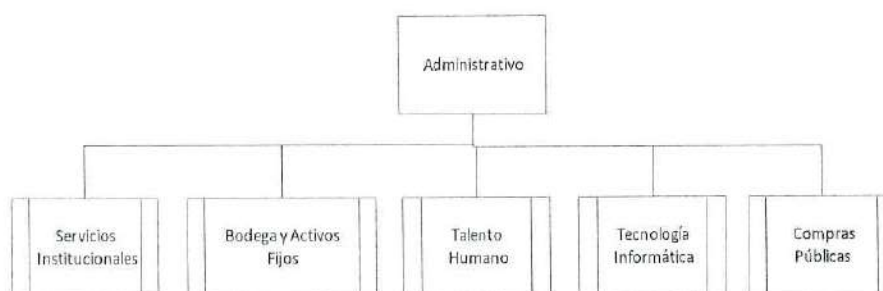 Administrativo
Servicios
Institucionales
Bodega y Activos
Fijos
Talento
Humano
Tecnología
Informática
Compras
Públicas